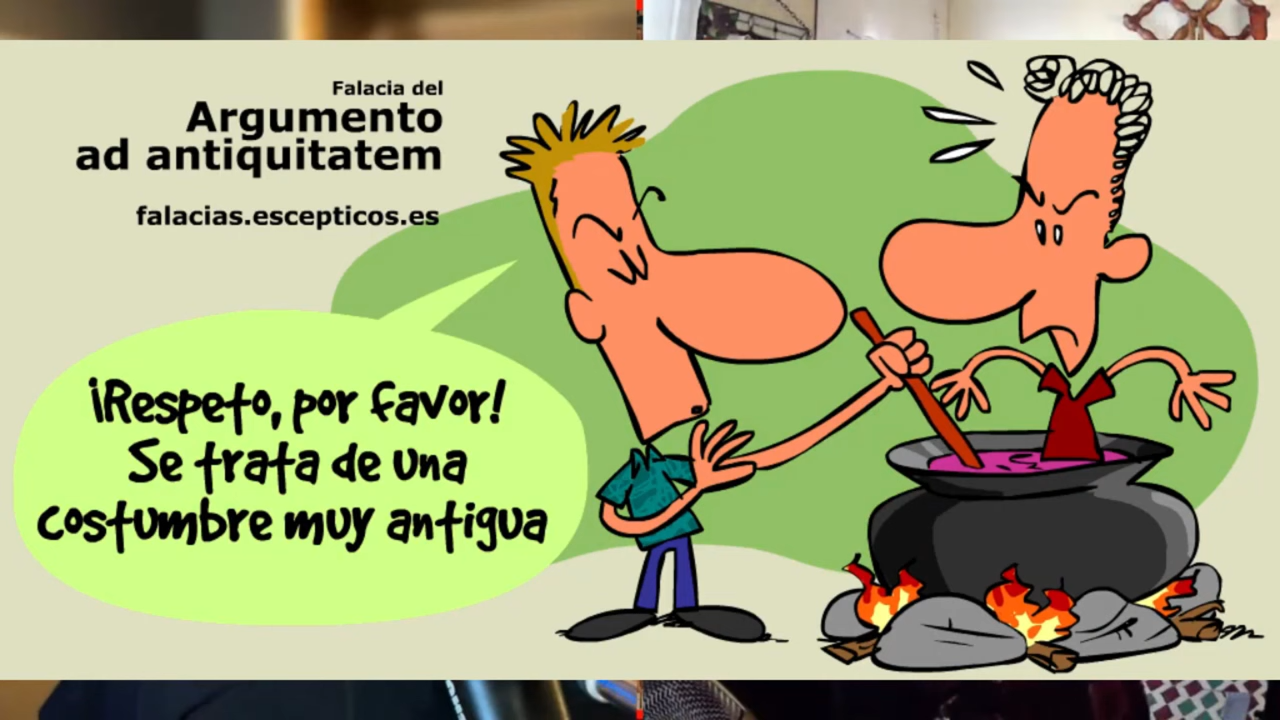 Falacia del
Argumento
ad antiquitatem
falacias.escepticos.es
¡Respeto, por favor!
Se trata de una
costumbre muy antigua